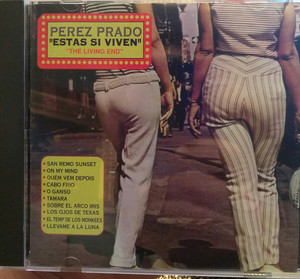 PEREZ PRADO
"ESTAS SI VIVEN"
"THE LIVING END"
• SAN REMO SUNSET
• ON MY MIND
• QUEM VEM DEPOIS
• CABO FRIO
• O GANSO
• TAMARA
• SOBRE EL ARCO IRIS
• LOS OJOS DE TEXAS
• EL TEMA DE LOS MONKEES
• LLEVAME A LA LUNA